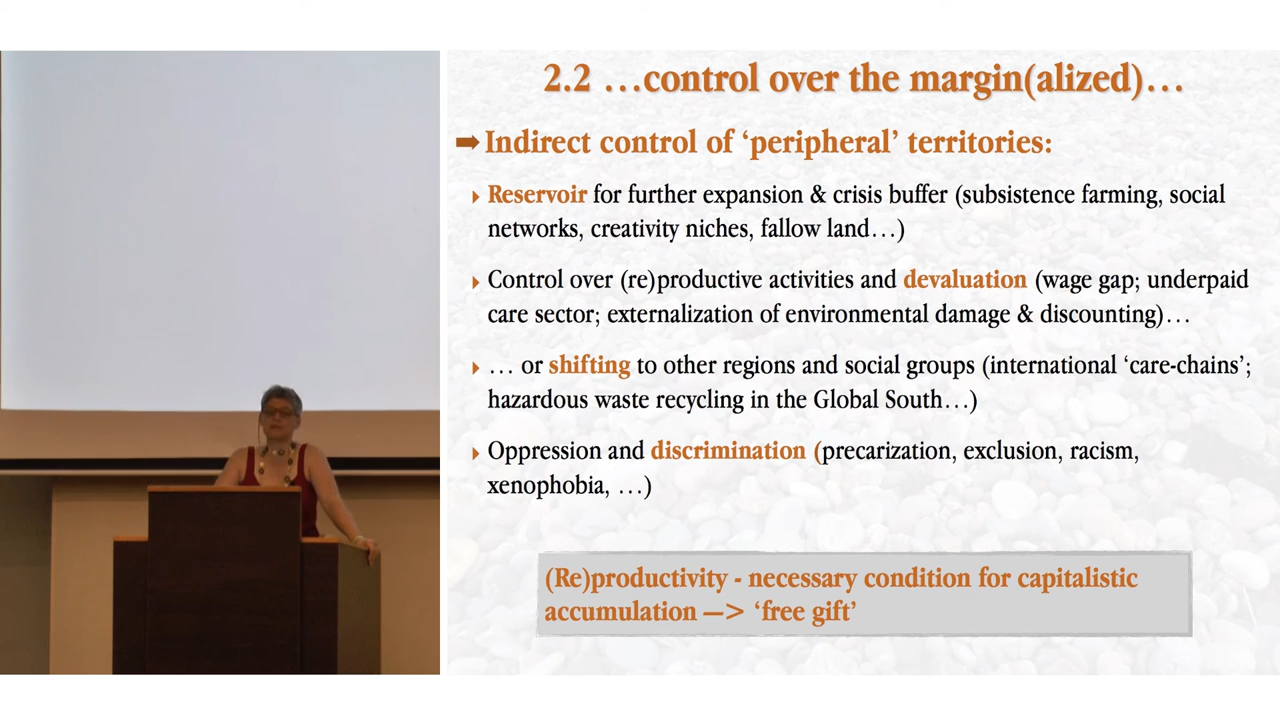 2.2 …control over the margin(alized)…
➡ Indirect control of ‘peripheral’ territories:
Reservoir for further expansion & crisis buffer (subsistence farming, social
networks, creativity niches, fallow land…)
Control over (re)productive activities and devaluation (wage gap; underpaid
care sector; externalization of environmental damage & discounting)…
… or shifting to other regions and social groups (international ‘care-chains’;
hazardous waste recycling in the Global South…)
Oppression and discrimination (precarization, exclusion, racism,
xenophobia, …)
(Re)productivity - necessary condition for capitalistic
accumulation —> ‘free gift’